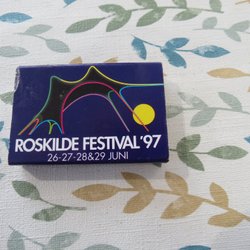 ROSKILDE FESTIVAL'97
26-27-28&29 JUNI